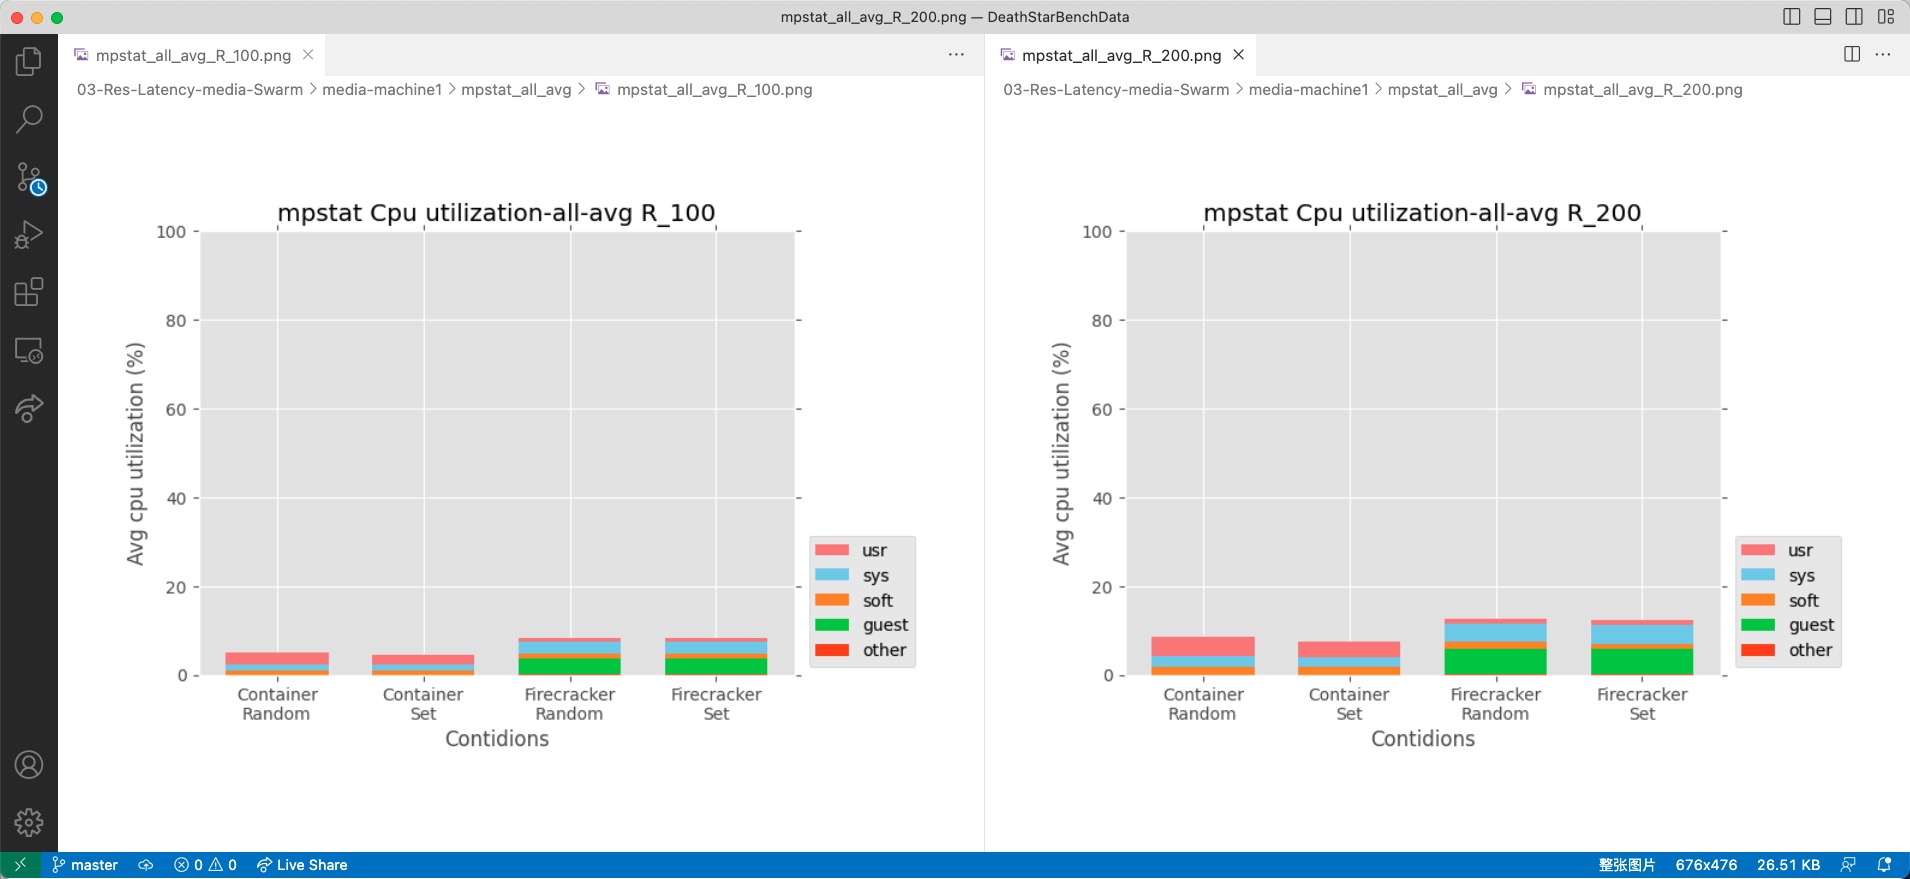 mpstat_all_avg_R_200.png — DeathStarBenchData
mpstat_all_avg_R_100.png
03-Res-Latency-media-Swarm > media-machine1 > mpstat_all_avg > mpstat_all_avg_R_100.png
mpstat Cpu utilization-all-avg R_100
100
80
60
40
20
0
Avg cpu utilization (%)
Container
Random
Container
Set
Firecracker
Random
Firecracker
Set
Contidions
usr
sys
soft
guest
other
mpstat_all_avg_R_200.png
03-Res-Latency-media-Swarm > media-machine1 > mpstat_all_avg > mpstat_all_avg_R_200.png
mpstat Cpu utilization-all-avg R_200
100
80
60
40
20
0
Avg cpu utilization (%)
Container
Random
Container
Set
Firecracker
Random
Firecracker
Set
Contidions
usr
sys
soft
guest
other
master 0 0 Live Share 整张图片 676x476 26.51 KB